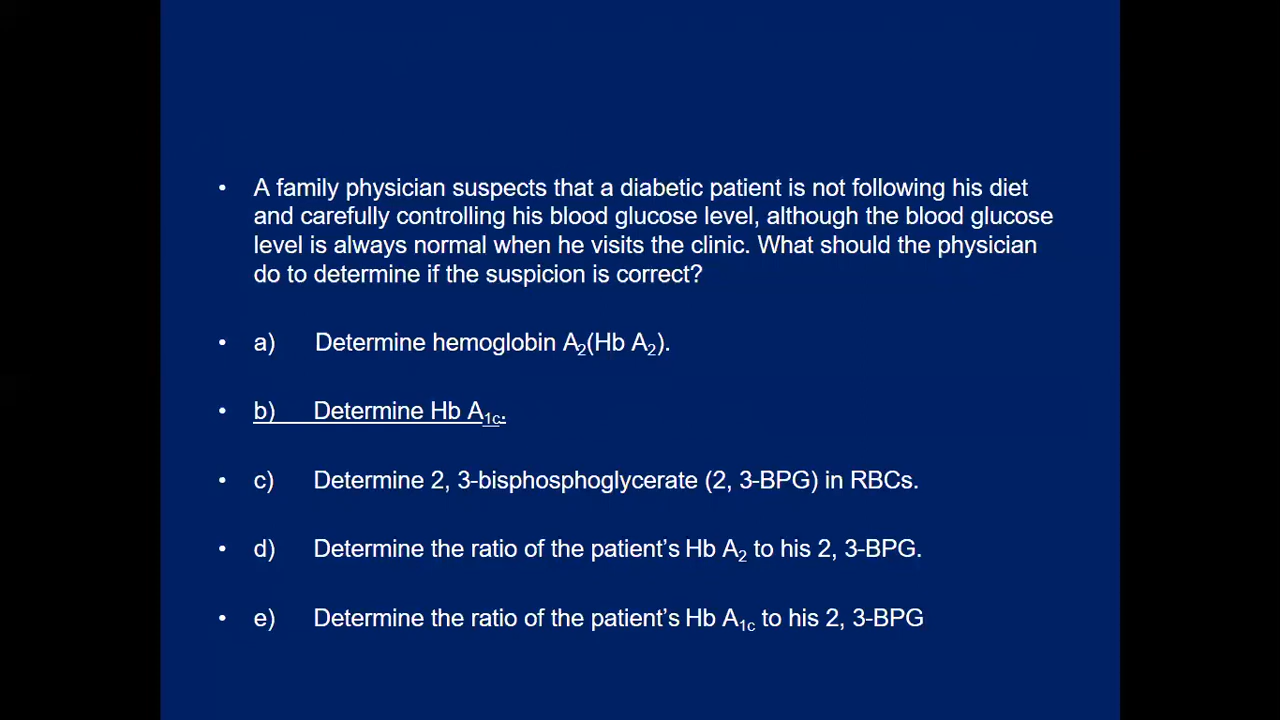 • A family physician suspects that a diabetic patient is not following his diet
and carefully controlling his blood glucose level, although the blood glucose
level is always normal when he visits the clinic. What should the physician
do to determine if the suspicion is correct?
• a) Determine hemoglobin A₂(Hb A₂).
• b) Determine Hb A1c.
• c) Determine 2, 3-bisphosphoglycerate (2, 3-BPG) in RBCs.
• d) Determine the ratio of the patient’s Hb A₂ to his 2, 3-BPG.
• e) Determine the ratio of the patient’s Hb A1c to his 2, 3-BPG